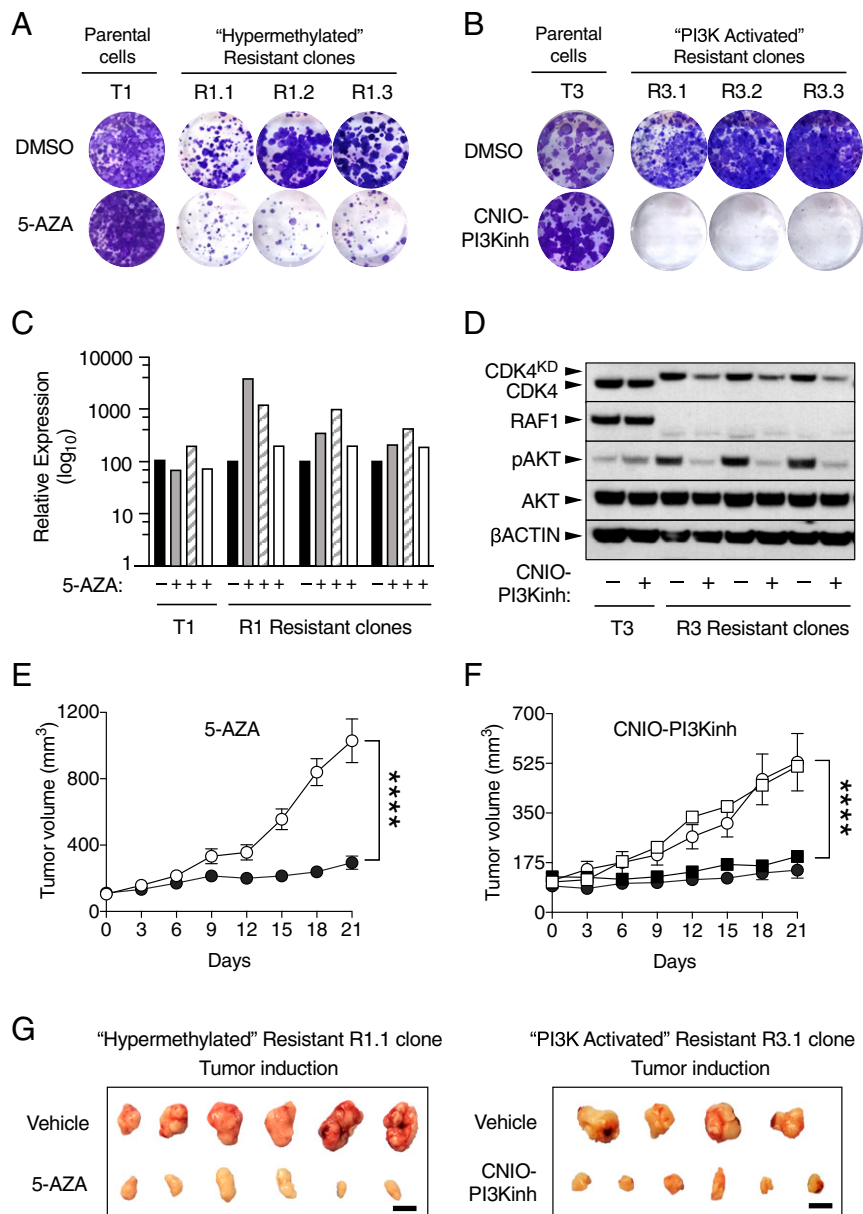 A
Parental cells
"Hypermethylated" Resistant clones
T1 R1.1 R1.2 R1.3
DMSO
5-AZA
B
Parental cells
"PI3K Activated" Resistant clones
T3 R3.1 R3.2 R3.3
DMSO
CNIO-
PI3Kinh
C
Relative Expression
(log10)
10000
1000
100
10
1
5-AZA: – + + + – + + + – + + + – + + +
T1 R1 Resistant clones
D
CDK4KD
CDK4
RAF1
pAKT
AKT
βACTIN
CNIO-
PI3Kinh: – + – + – + – +
T3 R3 Resistant clones
E
5-AZA
Tumor volume (mm3)
1200
800
400
0
****
0 3 6 9 12 15 18 21
Days
F
CNIO-PI3Kinh
Tumor volume (mm3)
700
525
350
175
0
****
0 3 6 9 12 15 18 21
Days
G
"Hypermethylated" Resistant R1.1 clone
Tumor induction
Vehicle
5-AZA
"PI3K Activated" Resistant R3.1 clone
Tumor induction
Vehicle
CNIO-
PI3Kinh